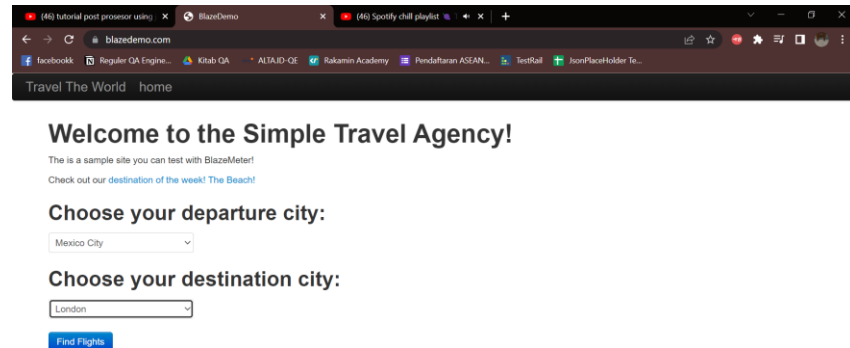 (46) tutorial post prosesor using
BlazeDemo
(46) Spotify chill playlist
blazedemo.com
facebookk
Reguler QA Engine...
Kitab QA
ALTA.ID-QE
Rakamin Academy
Pendaftaran ASEAN...
TestRail
JsonPlaceHolder Te...
Travel The World home
Welcome to the Simple Travel Agency!
The is a sample site you can test with BlazeMeter!
Check out our destination of the week! The Beach!
Choose your departure city:
Mexico City
Choose your destination city:
London
Find Flights